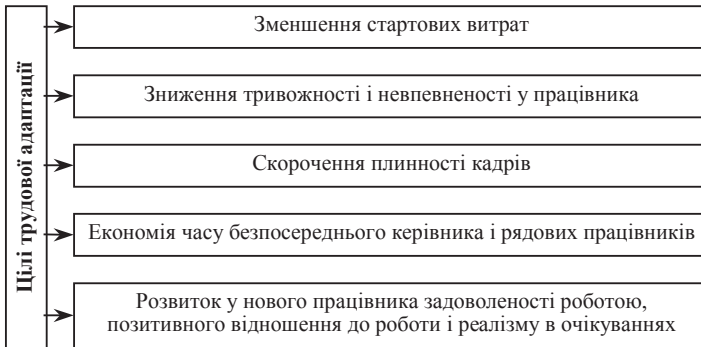 Цілі трудової адаптації
Зменшення стартових витрат
Зниження тривожності і невпевненості у працівника
Скорочення плинності кадрів
Економія часу безпосереднього керівника і рядових працівників
Розвиток у нового працівника задоволеності роботою,
позитивного відношення до роботи і реалізму в очікуваннях